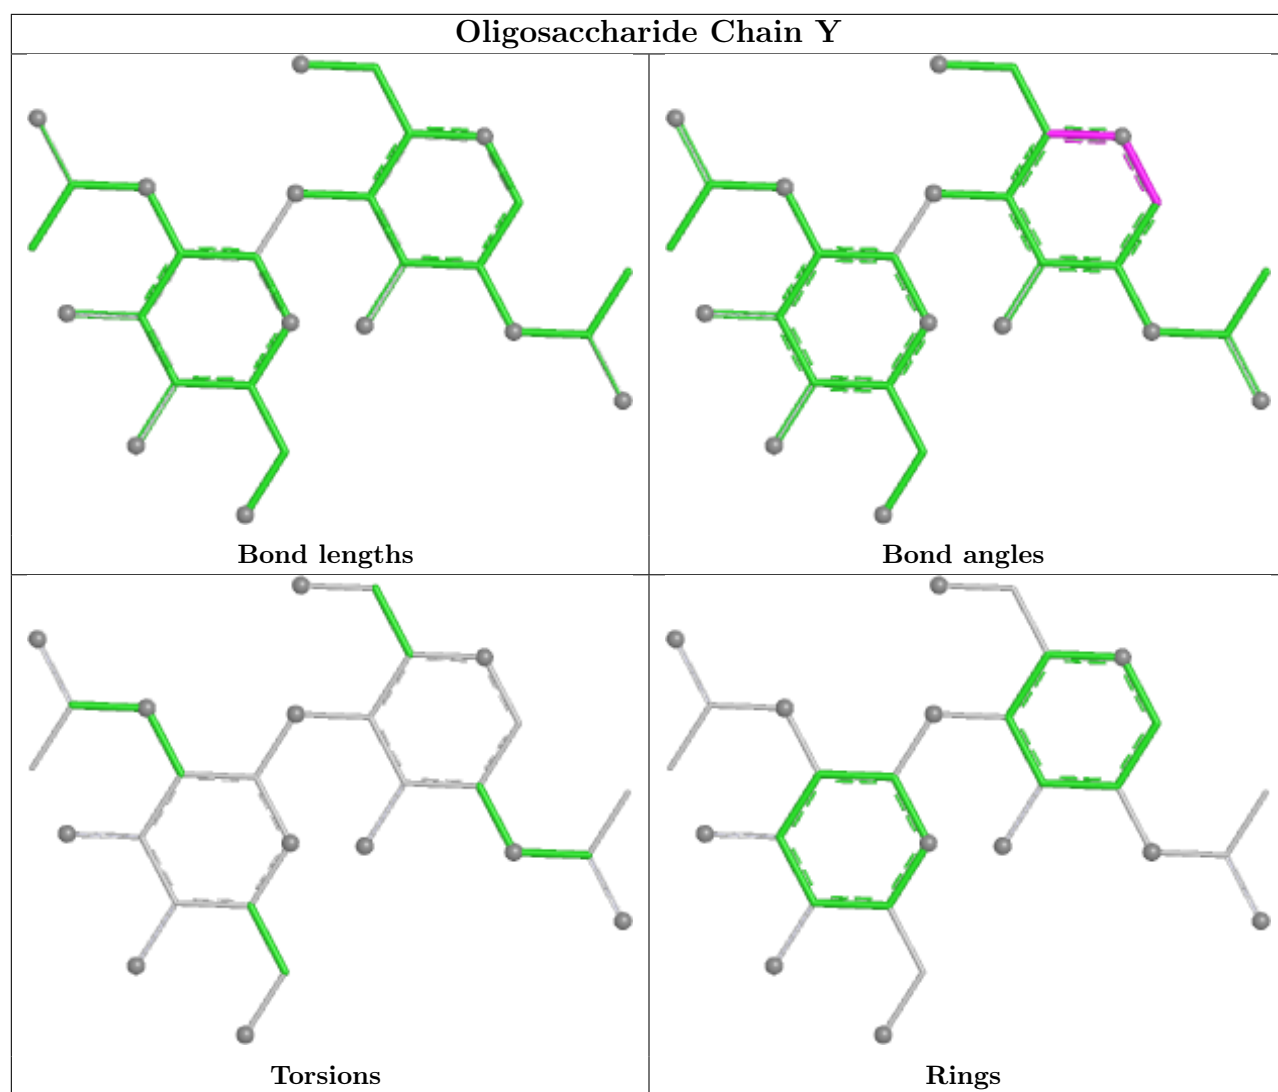 Oligosaccharide Chain Y
Bond lengths
Bond angles
Torsions
Rings